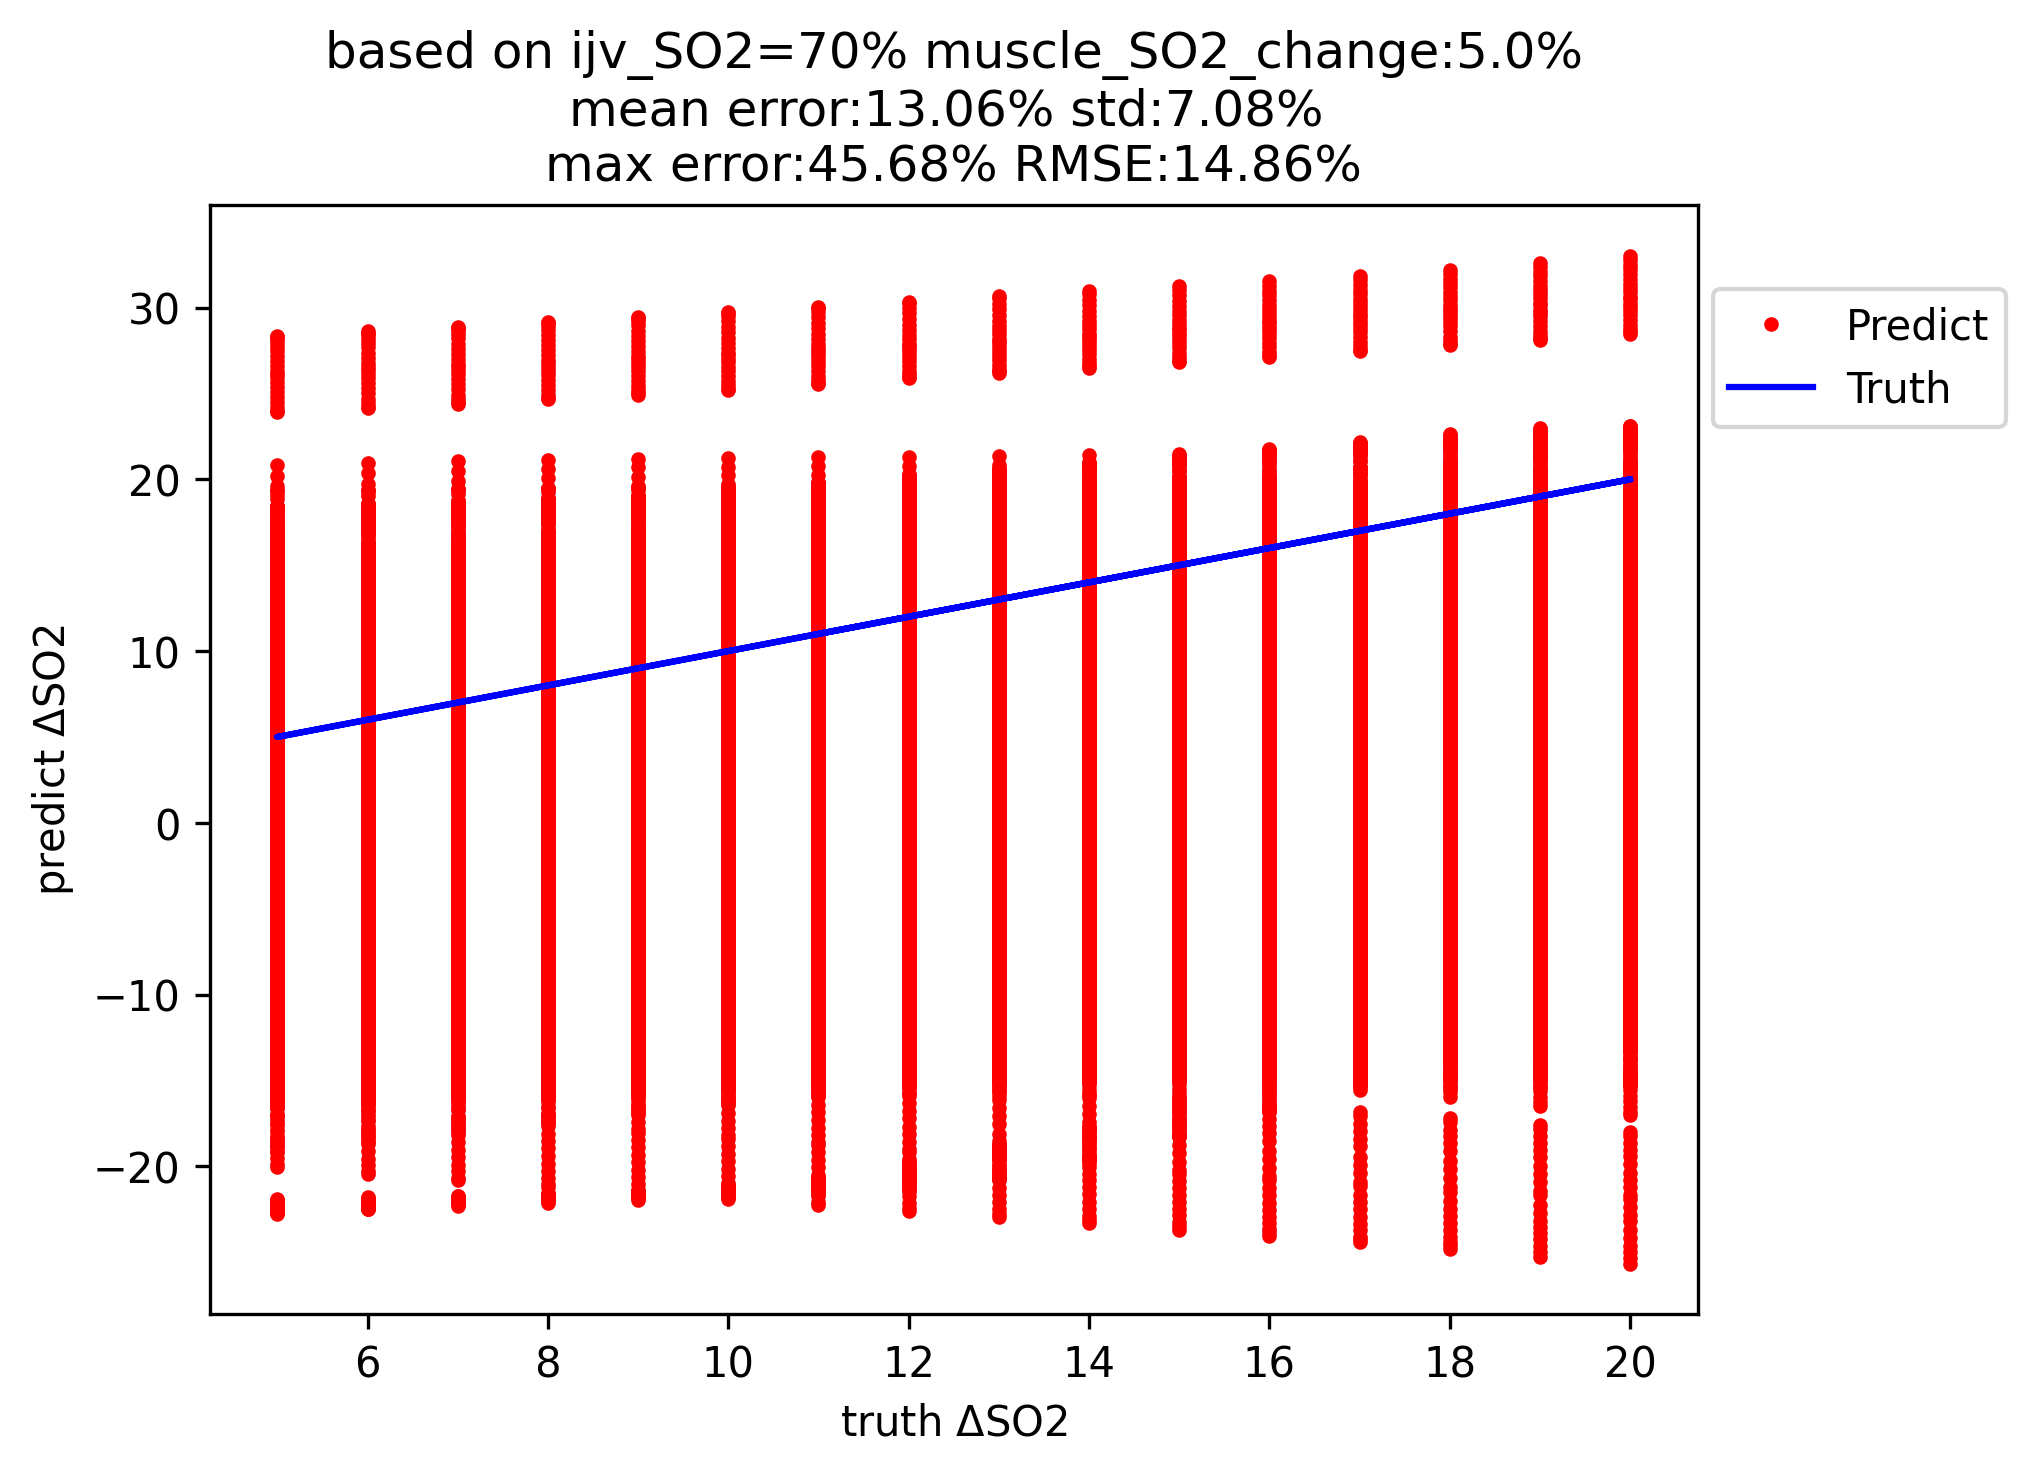 based on ijv_SO2=70% muscle_SO2_change:5.0%
mean error:13.06% std:7.08%
max error:45.68% RMSE:14.86%
30
20
10
0
−10
−20
predict ΔSO2
6 8 10 12 14 16 18 20
truth ΔSO2
Predict
Truth